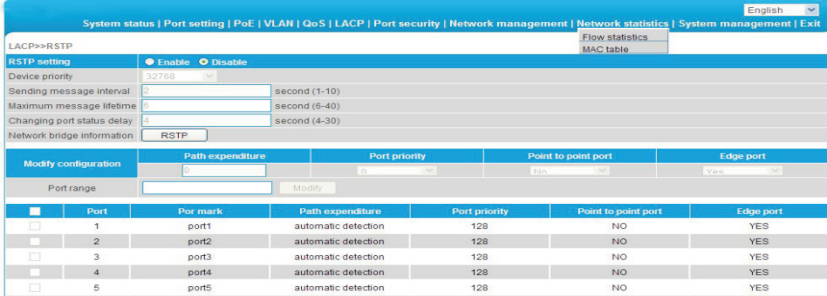 English
System status | Port setting | PoE | VLAN | QoS | LACP | Port security | Network management | Network statistics | System management | Exit
Flow statistics
MAC table
LACP>>RSTP
RSTP setting Enable Disable
Device priority 32768
Sending message interval 2 second (1-10)
Maximum message lifetime 6 second (6-40)
Changing port status delay 4 second (4-30)
Network bridge information RSTP
Modify configuration Path expenditure Port priority Point to point port Edge port
0 0 No Yes
Port range Modify
Port Por mark Path expenditure Port priority Point to point port Edge port
1 port1 automatic detection 128 NO YES
2 port2 automatic detection 128 NO YES
3 port3 automatic detection 128 NO YES
4 port4 automatic detection 128 NO YES
5 port5 automatic detection 128 NO YES